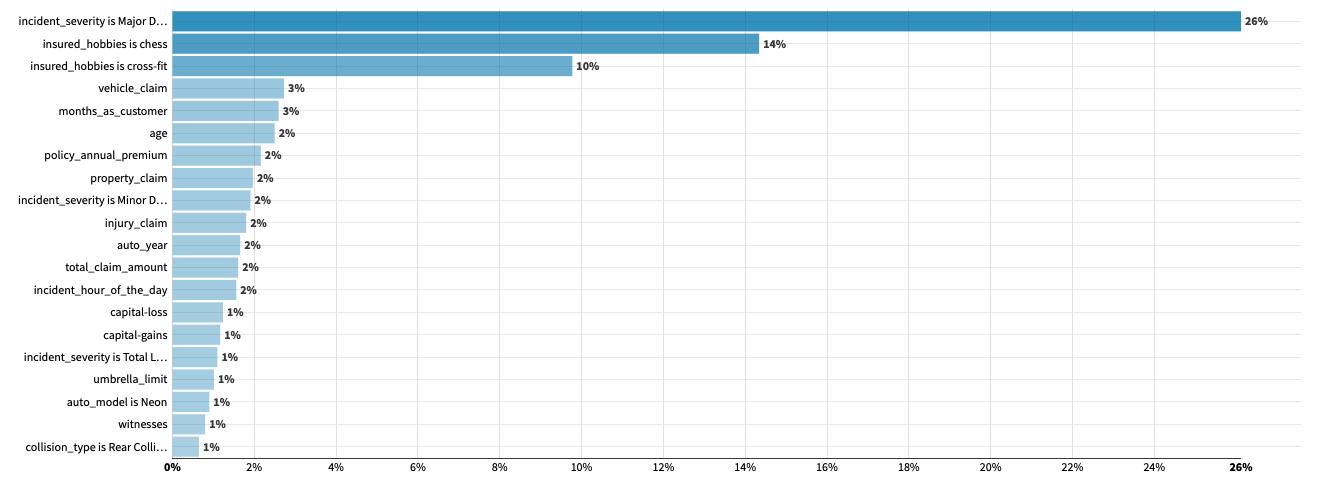 incident_severity is Major D... 26%
insured_hobbies is chess 14%
insured_hobbies is cross-fit 10%
vehicle_claim 3%
months_as_customer 3%
age 2%
policy_annual_premium 2%
property_claim 2%
incident_severity is Minor D... 2%
injury_claim 2%
auto_year 2%
total_claim_amount 2%
incident_hour_of_the_day 2%
capital-loss 1%
capital-gains 1%
incident_severity is Total L... 1%
umbrella_limit 1%
auto_model is Neon 1%
witnesses 1%
collision_type is Rear Colli... 1%
0% 2% 4% 6% 8% 10% 12% 14% 16% 18% 20% 22% 24% 26%